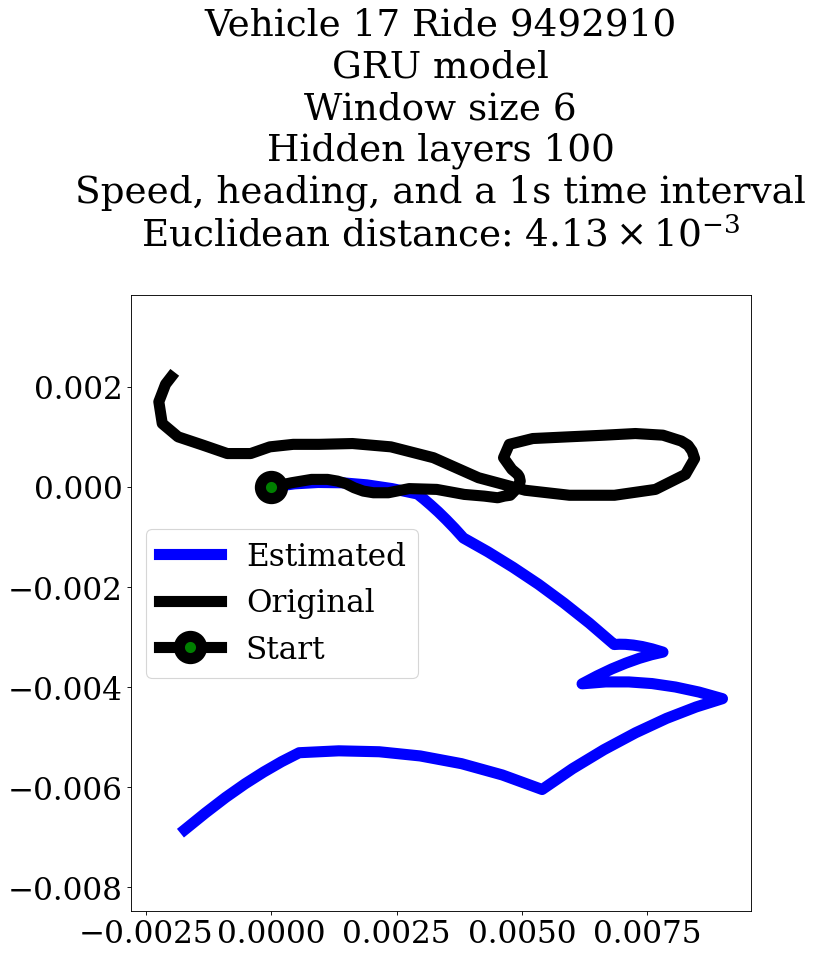 Vehicle 17 Ride 9492910
GRU model
Window size 6
Hidden layers 100
Speed, heading, and a 1s time interval
Euclidean distance: 4.13 × 10⁻³
0.002
0.000
−0.002
−0.004
−0.006
−0.008
Estimated
Original
Start
−0.0025 0.0000 0.0025 0.0050 0.0075